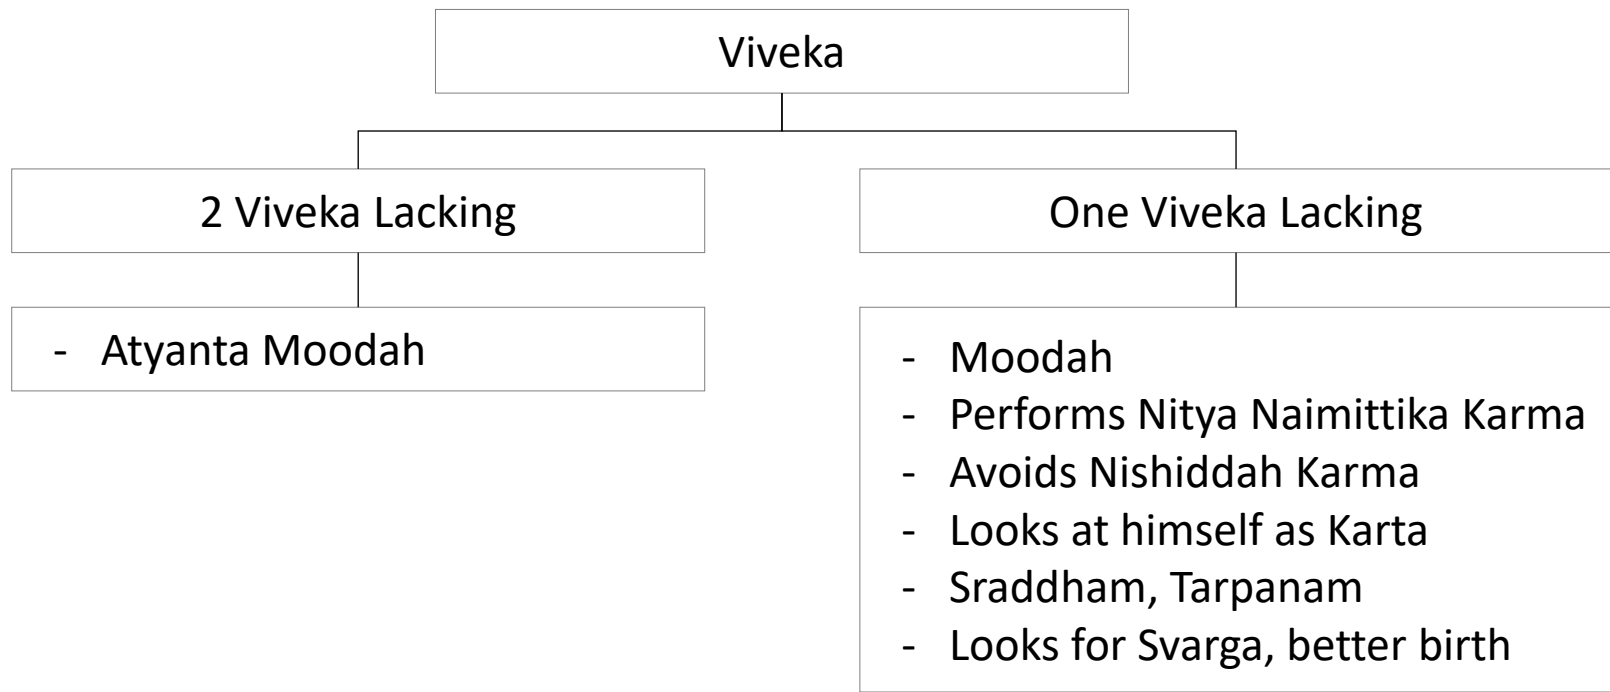 Viveka
2 Viveka Lacking
One Viveka Lacking
- Atyanta Moodah
- Moodah
- Performs Nitya Naimittika Karma
- Avoids Nishiddah Karma
- Looks at himself as Karta
- Sraddham, Tarpanam
- Looks for Svarga, better birth